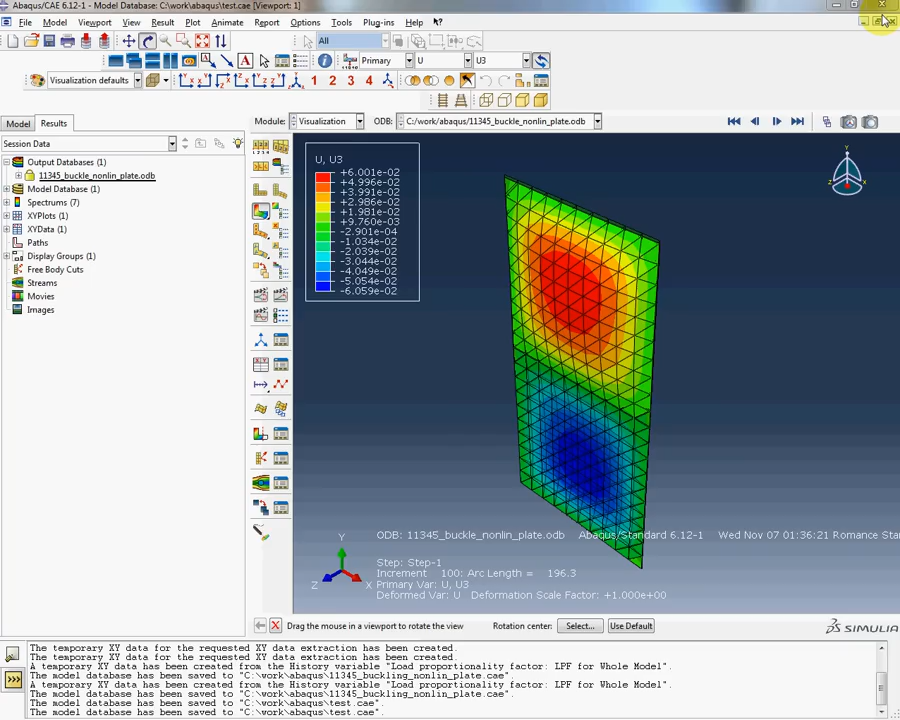 Abaqus/CAE 6.12-1 - Model Database: C:\work\abaqus\test.cae [Viewport: 1]
File Model Viewport View Result Plot Animate Report Options Tools Plug-ins Help
All
Primary U U3
Visualization defaults 1 2 3 4
Model Results Module: Visualization ODB: C:/work/abaqus/11345_buckle_nonlin_plate.odb
Session Data
Output Databases (1)
11345_buckle_nonlin_plate.odb
Model Database (1)
Spectrums (7)
XYPlots (1)
XYData (1)
Paths
Display Groups (1)
Free Body Cuts
Streams
Movies
Images
U, U3
+6.001e-02
+4.996e-02
+3.991e-02
+2.986e-02
+1.981e-02
+9.760e-03
-2.901e-04
-1.034e-02
-2.039e-02
-3.044e-02
-4.049e-02
-5.054e-02
-6.059e-02
Y
Z X
ODB: 11345_buckle_nonlin_plate.odb Abaqus/Standard 6.12-1 Wed Nov 07 01:36:21 Romance Sta
Y
Z X
Step: Step-1
Increment 100: Arc Length = 196.3
Primary Var: U, U3
Deformed Var: U Deformation Scale Factor: +1.000e+00
Drag the mouse in a viewport to rotate the view Rotation center: Select... Use Default SIMULIA
The temporary XY data for the requested XY data extraction has been created.
The temporary XY data for the requested XY data extraction has been created.
A temporary XY data has been created from the History variable "Load proportionality factor: LPF for Whole Model".
The model database has been saved to "C:\work\abaqus\11345_buckling_nonlin_plate.cae".
A temporary XY data has been created from the History variable "Load proportionality factor: LPF for Whole Model".
The model database has been saved to "C:\work\abaqus\11345_buckling_nonlin_plate.cae".
The model database has been saved to "C:\work\abaqus\test.cae".
The model database has been saved to "C:\work\abaqus\test.cae".